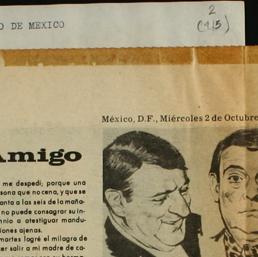 2
O DE MEXICO
(415)
México, D.F., Miércoles 2 de Octubre
Amigo
me despedí; porque una
sona que no cena, y que se
anta a las seis de la maña-
no puede consagrar su in-
nio a atestiguar mandu-
iones ajenas.
martes logré el milagro de
er salir a mi madre de ca-